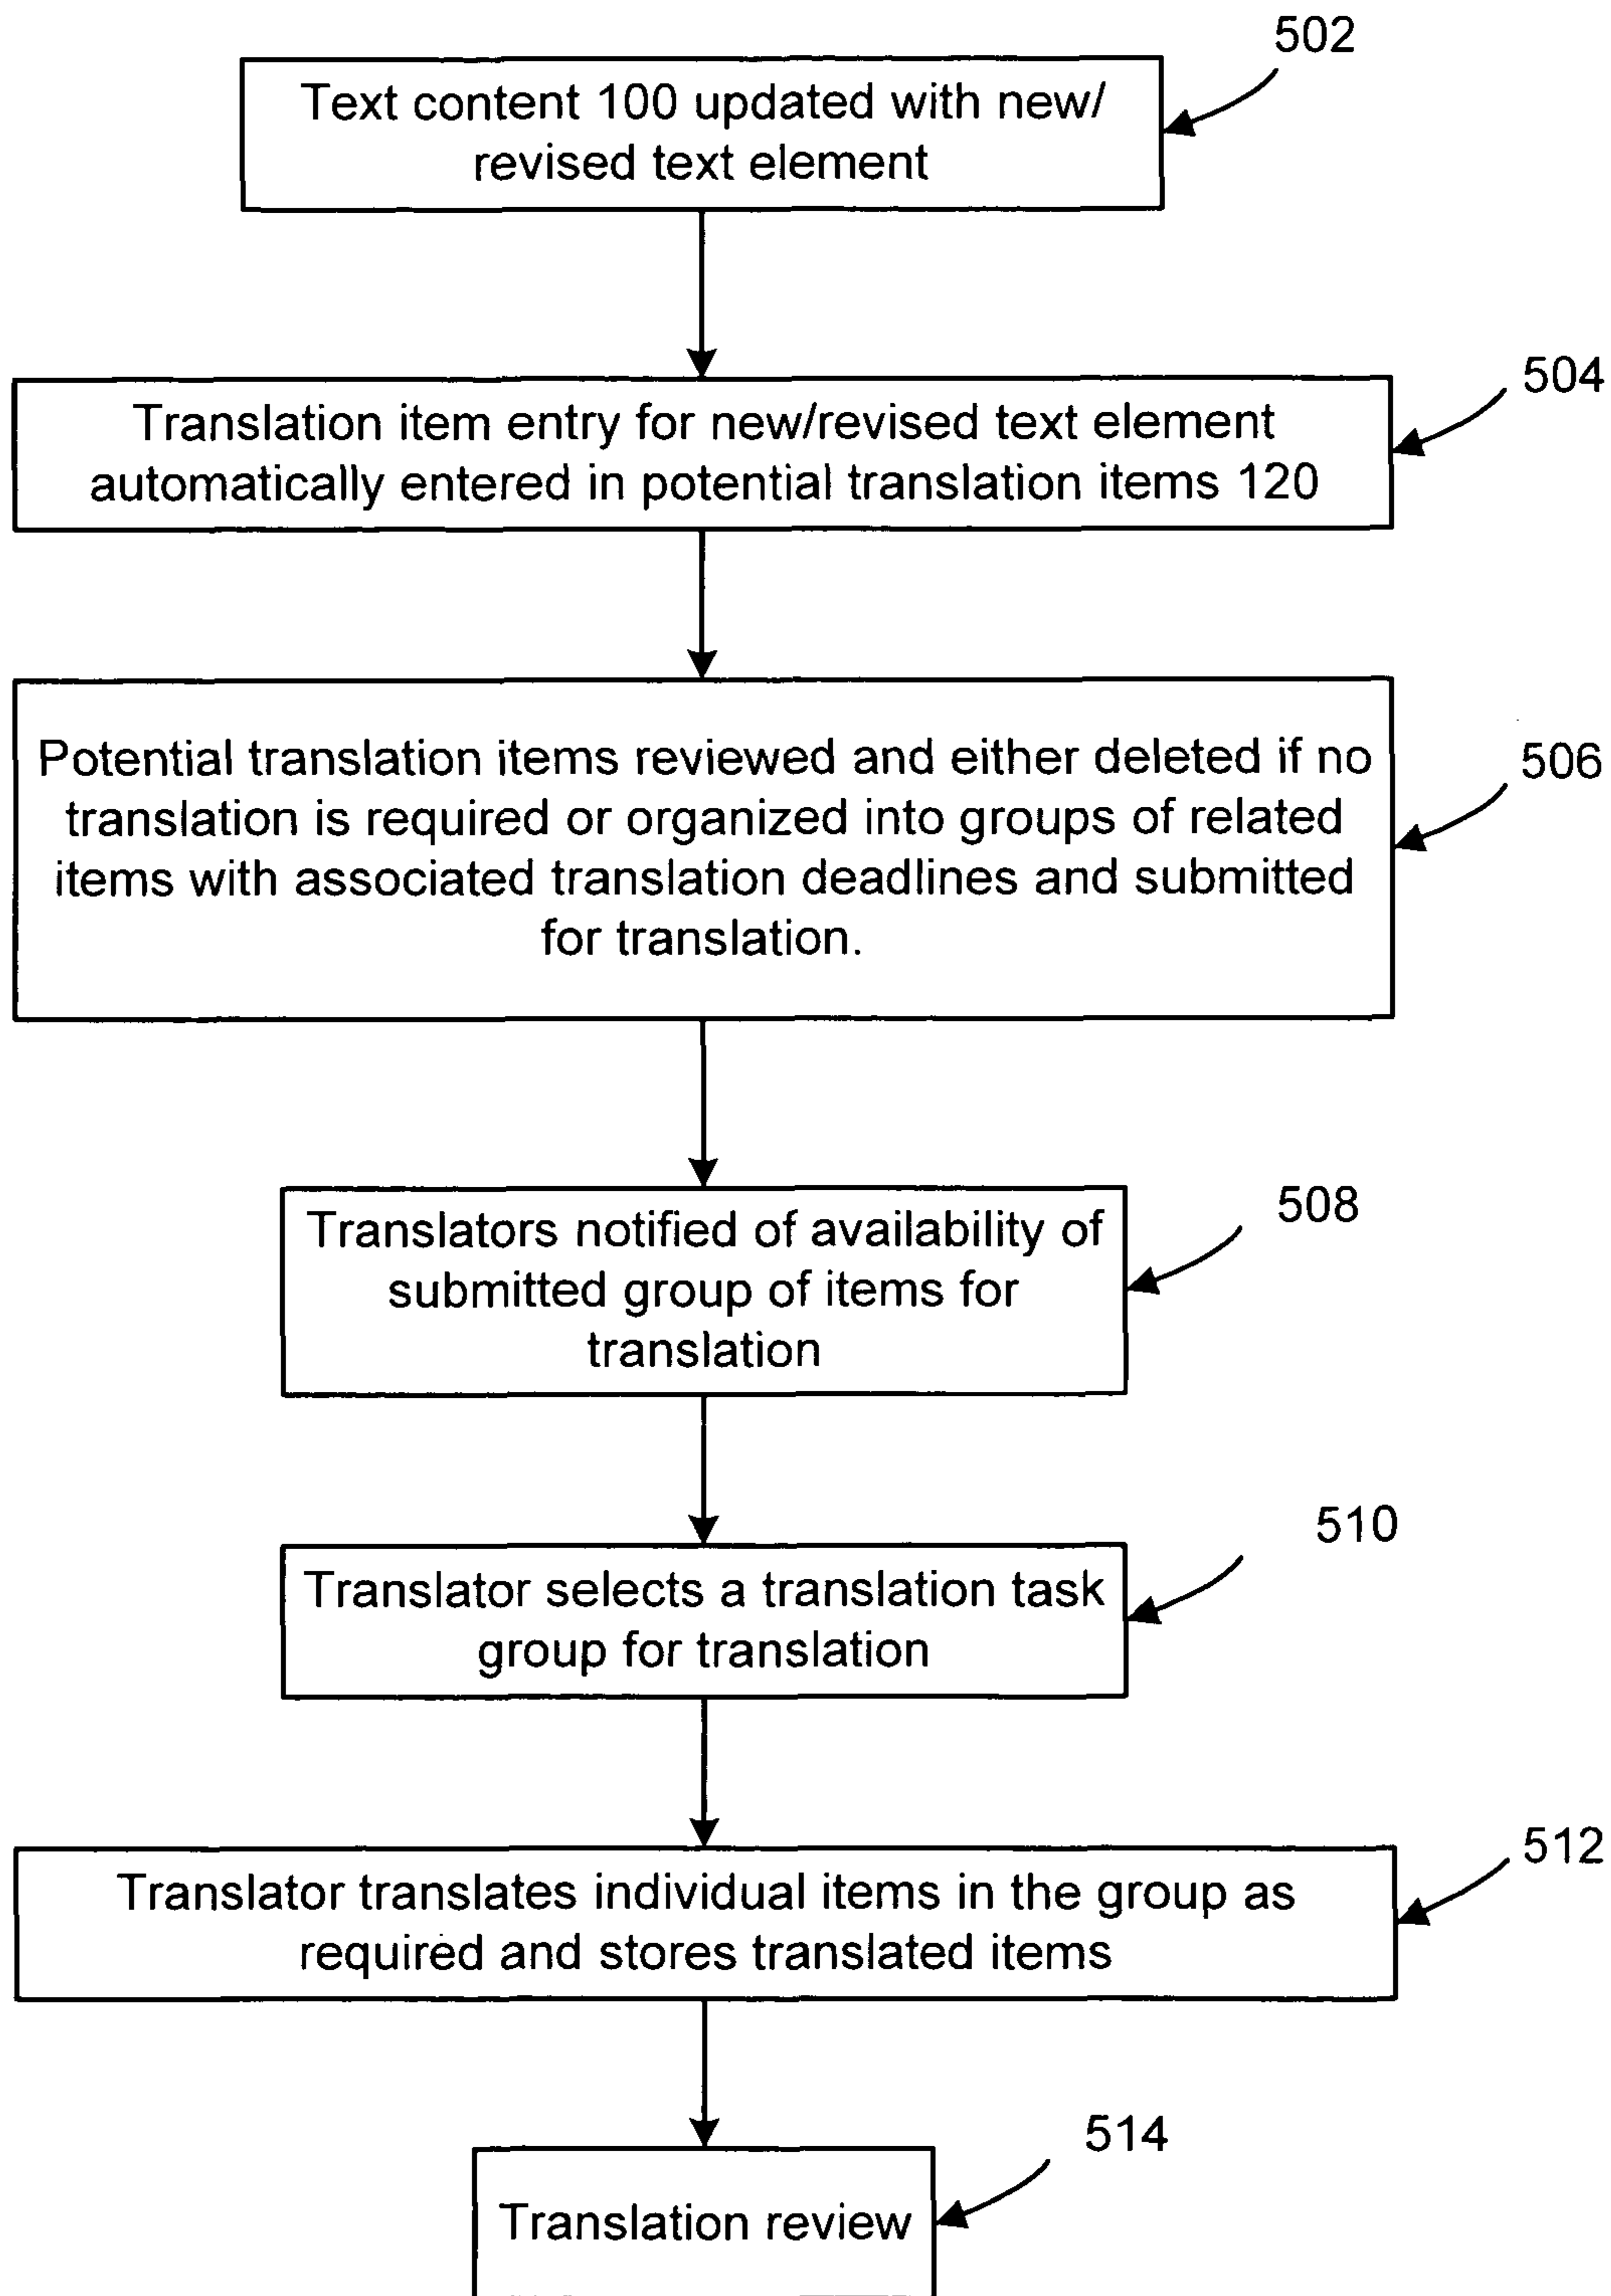 502
Text content 100 updated with new/
revised text element
504
Translation item entry for new/revised text element
automatically entered in potential translation items 120
506
Potential translation items reviewed and either deleted if no
translation is required or organized into groups of related
items with associated translation deadlines and submitted
for translation.
508
Translators notified of availability of
submitted group of items for
translation
510
Translator selects a translation task
group for translation
512
Translator translates individual items in the group as
required and stores translated items
514
Translation review